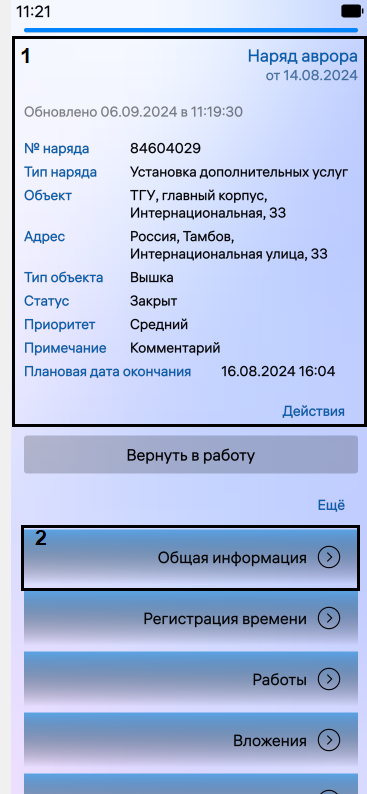 11:21
1
Наряд аврора
от 14.08.2024
Обновлено 06.09.2024 в 11:19:30
№ наряда 84604029
Тип наряда Установка дополнительных услуг
Объект ТГУ, главный корпус,
Интернациональная, 33
Адрес Россия, Тамбов,
Интернациональная улица, 33
Тип объекта Вышка
Статус Закрыт
Приоритет Средний
Примечание Комментарий
Плановая дата окончания 16.08.2024 16:04
Действия
Вернуть в работу
Ещё
2
Общая информация
Регистрация времени
Работы
Вложения